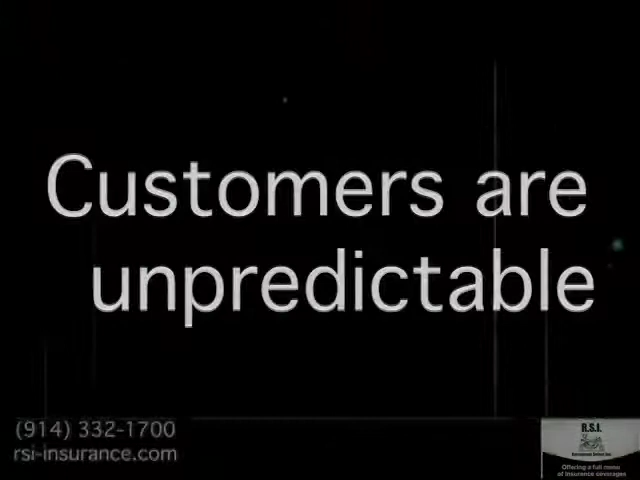 Customers are
unpredictable
(914) 332-1700
rsi-insurance.com
R.S.I.
Offering a full menu
of insurance coverages